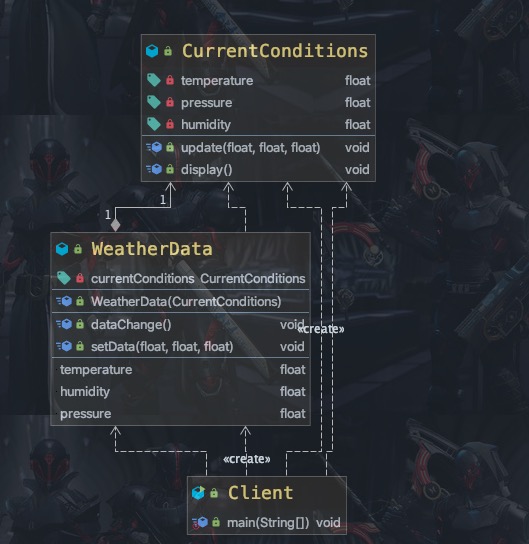 CurrentConditions
temperature float
pressure float
humidity float
update(float, float, float) void
display() void
1
1
WeatherData
currentConditions CurrentConditions
WeatherData(CurrentConditions)
dataChange() void
setData(float, float, float) void
«create»
temperature float
humidity float
pressure float
«create»
Client
main(String[]) void